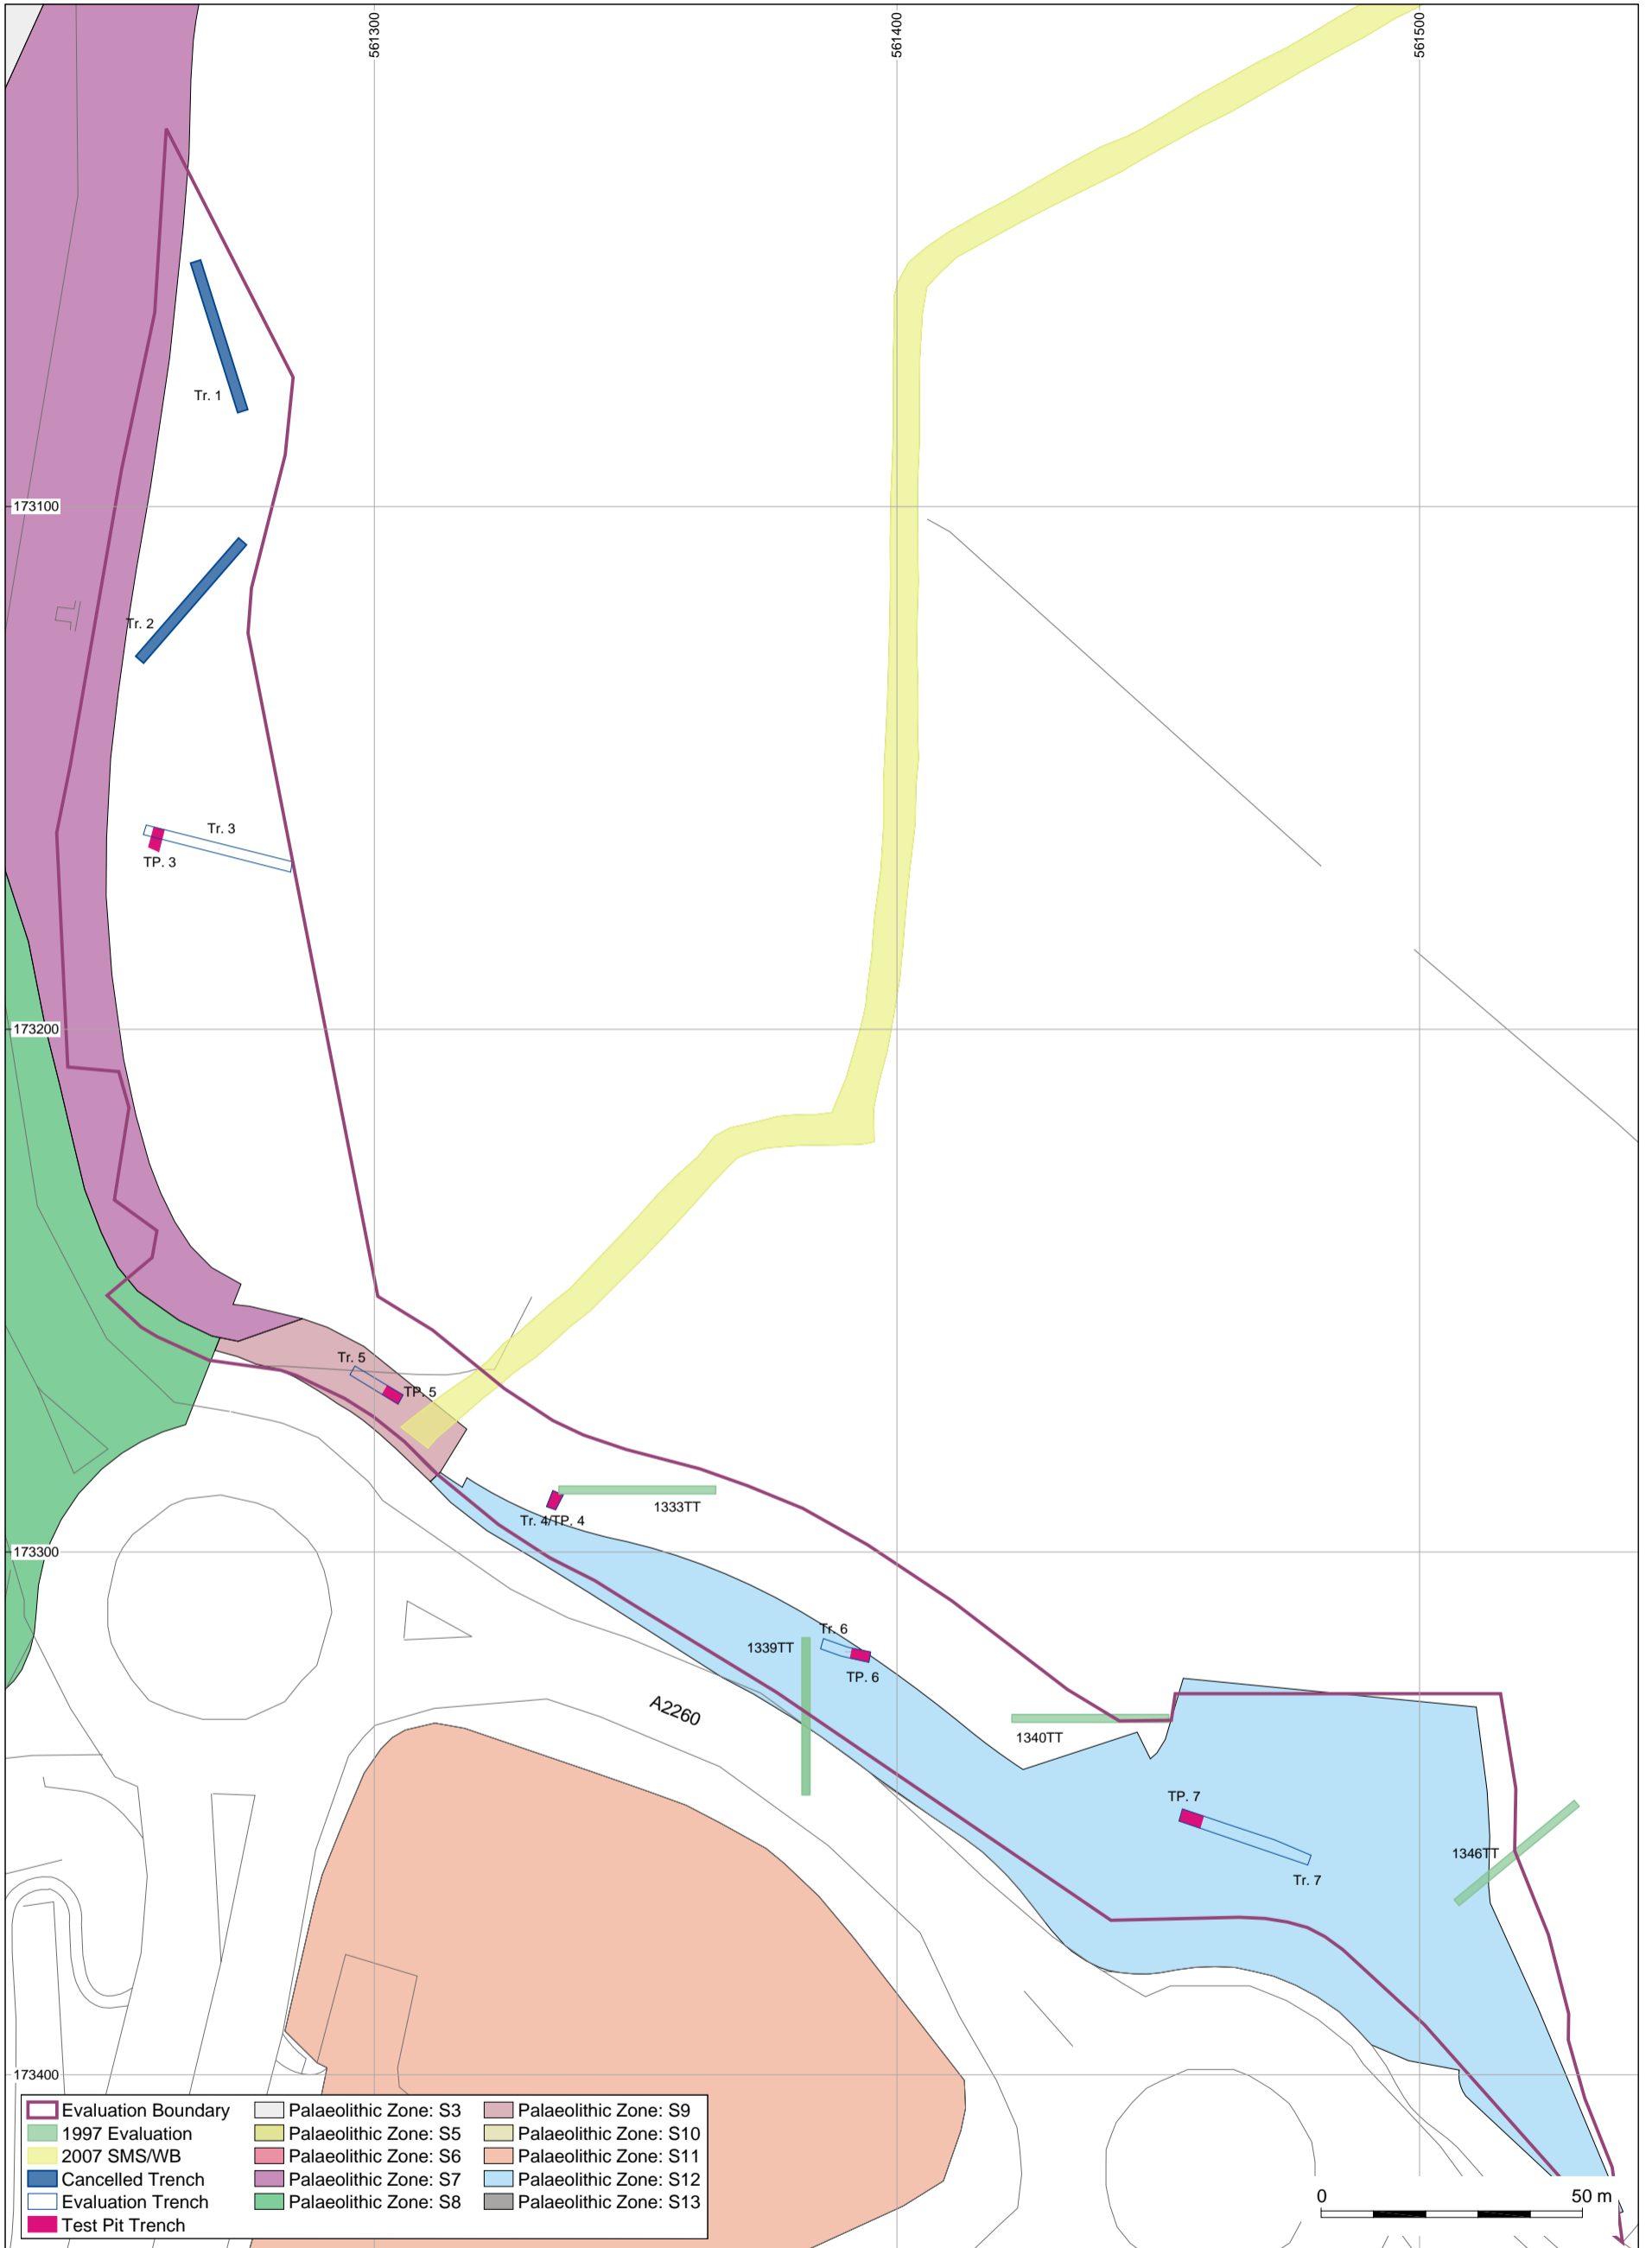 561300
561400
561500
Tr. 1
173100
Tr. 2
Tr. 3
TP. 3
173200
Tr. 5
TP. 5
1333TT
Tr. 4/TP. 4
173300
Tr. 6
1339TT
TP. 6
A2260
1340TT
TP. 7
1346TT
Tr. 7
173400
Evaluation Boundary
1997 Evaluation
2007 SMS/WB
Cancelled Trench
Evaluation Trench
Test Pit Trench
Palaeolithic Zone: S3
Palaeolithic Zone: S5
Palaeolithic Zone: S6
Palaeolithic Zone: S7
Palaeolithic Zone: S8
Palaeolithic Zone: S9
Palaeolithic Zone: S10
Palaeolithic Zone: S11
Palaeolithic Zone: S12
Palaeolithic Zone: S13
0 50 m